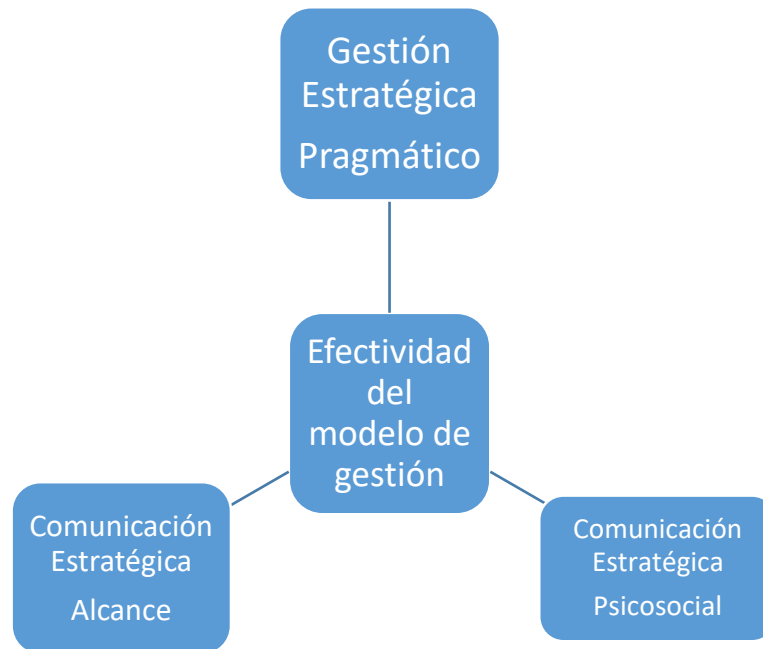 Gestión
Estratégica
Pragmático
Efectividad
del
modelo de
gestión
Comunicación
Estratégica
Alcance
Comunicación
Estratégica
Psicosocial